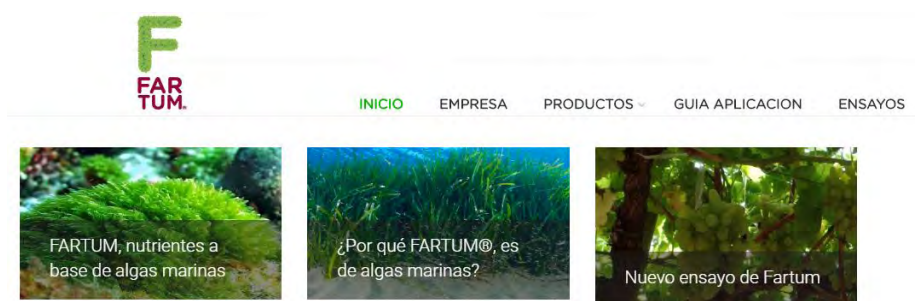 F
FAR
TUM®
INICIO EMPRESA PRODUCTOS GUIA APLICACION ENSAYOS
FARTUM, nutrientes a
base de algas marinas
¿Por qué FARTUM®, es
de algas marinas?
Nuevo ensayo de Fartum